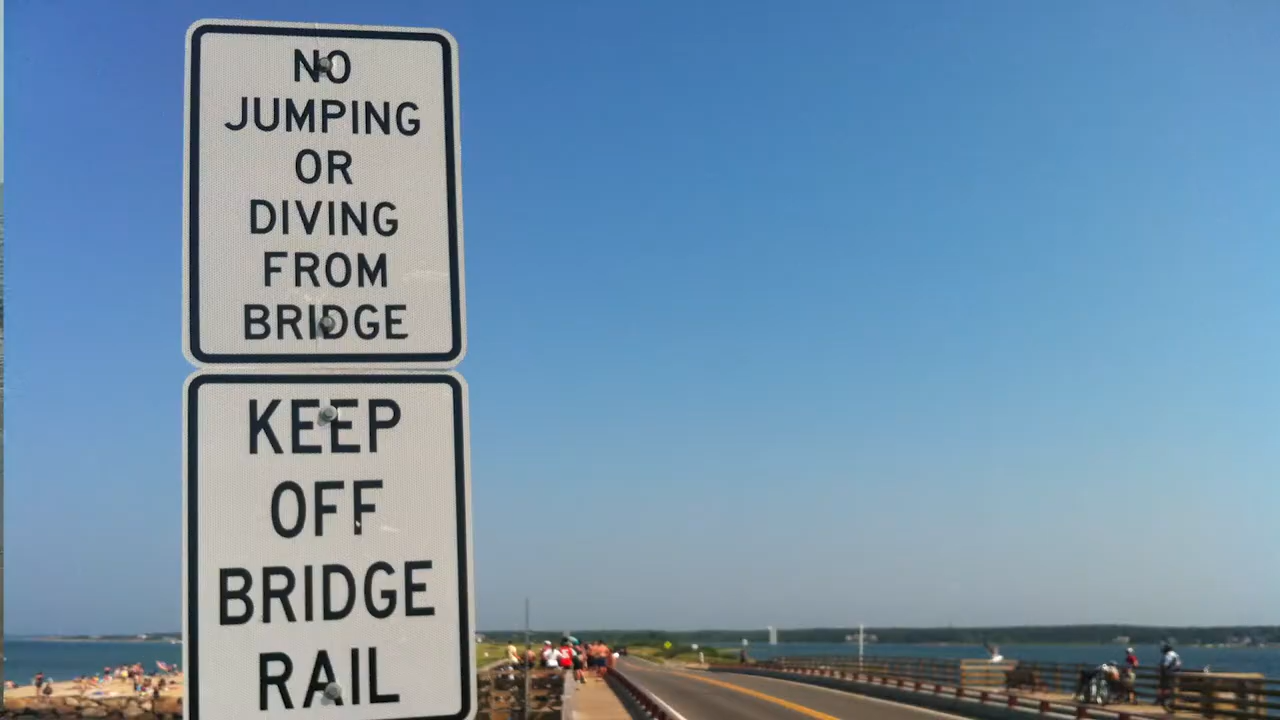 NO
JUMPING
OR
DIVING
FROM
BRIDGE
KEEP
OFF
BRIDGE
RAIL